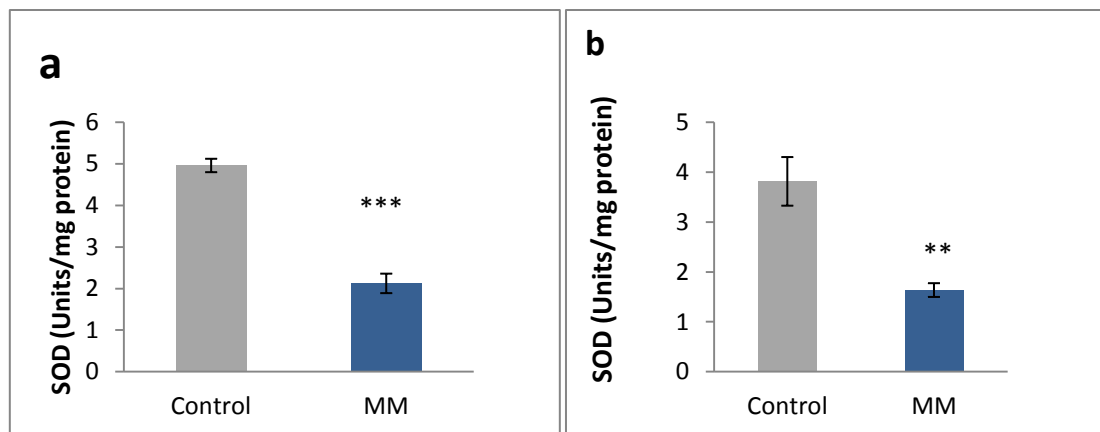 a
SOD (Units/mg protein)
6
5
4
3
2
1
0
***
Control
MM
b
SOD (Units/mg protein)
5
4
3
2
1
0
**
Control
MM